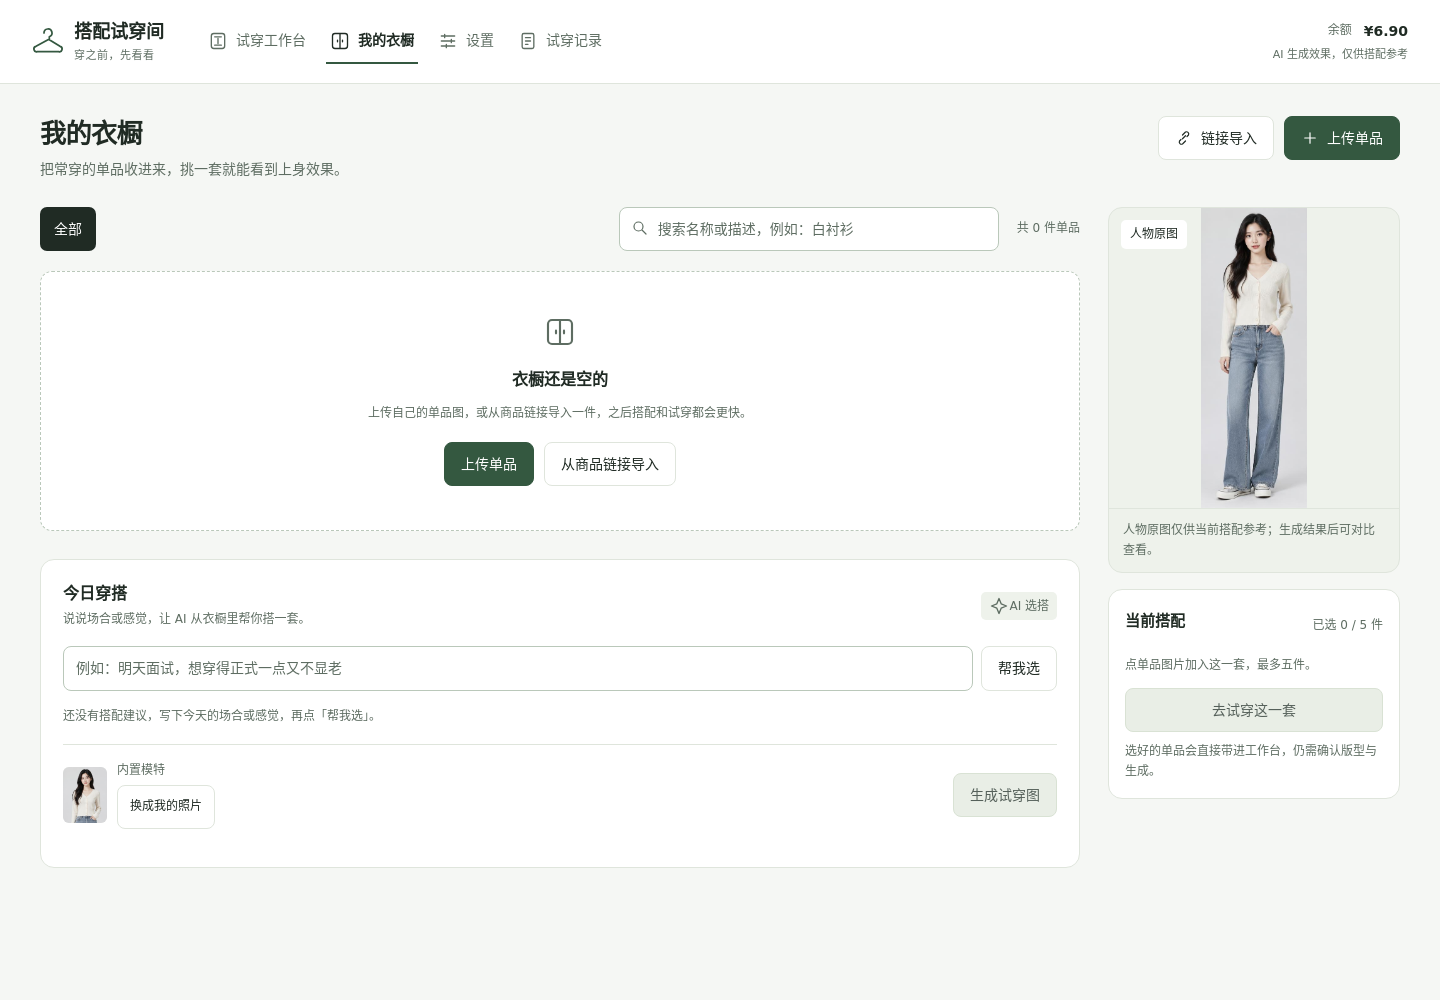 搭配试穿间
穿之前，先看看
试穿工作台
我的衣橱
设置
试穿记录
余额 ¥6.90
AI 生成效果，仅供搭配参考
我的衣橱
把常穿的单品收进来，挑一套就能看到上身效果。
链接导入
上传单品
全部
搜索名称或描述，例如：白衬衫
共 0 件单品
衣橱还是空的
上传自己的单品图，或从商品链接导入一件，之后搭配和试穿都会更快。
上传单品
从商品链接导入
今日穿搭
说说场合或感觉，让 AI 从衣橱里帮你搭一套。
AI 选搭
例如：明天面试，想穿得正式一点又不显老
帮我选
还没有搭配建议，写下今天的场合或感觉，再点「帮我选」。
内置模特
换成我的照片
生成试穿图
人物原图
人物原图仅供当前搭配参考；生成结果后可对比
查看。
当前搭配
已选 0 / 5 件
点单品图片加入这一套，最多五件。
去试穿这一套
选好的单品会直接带进工作台，仍需确认版型与
生成。